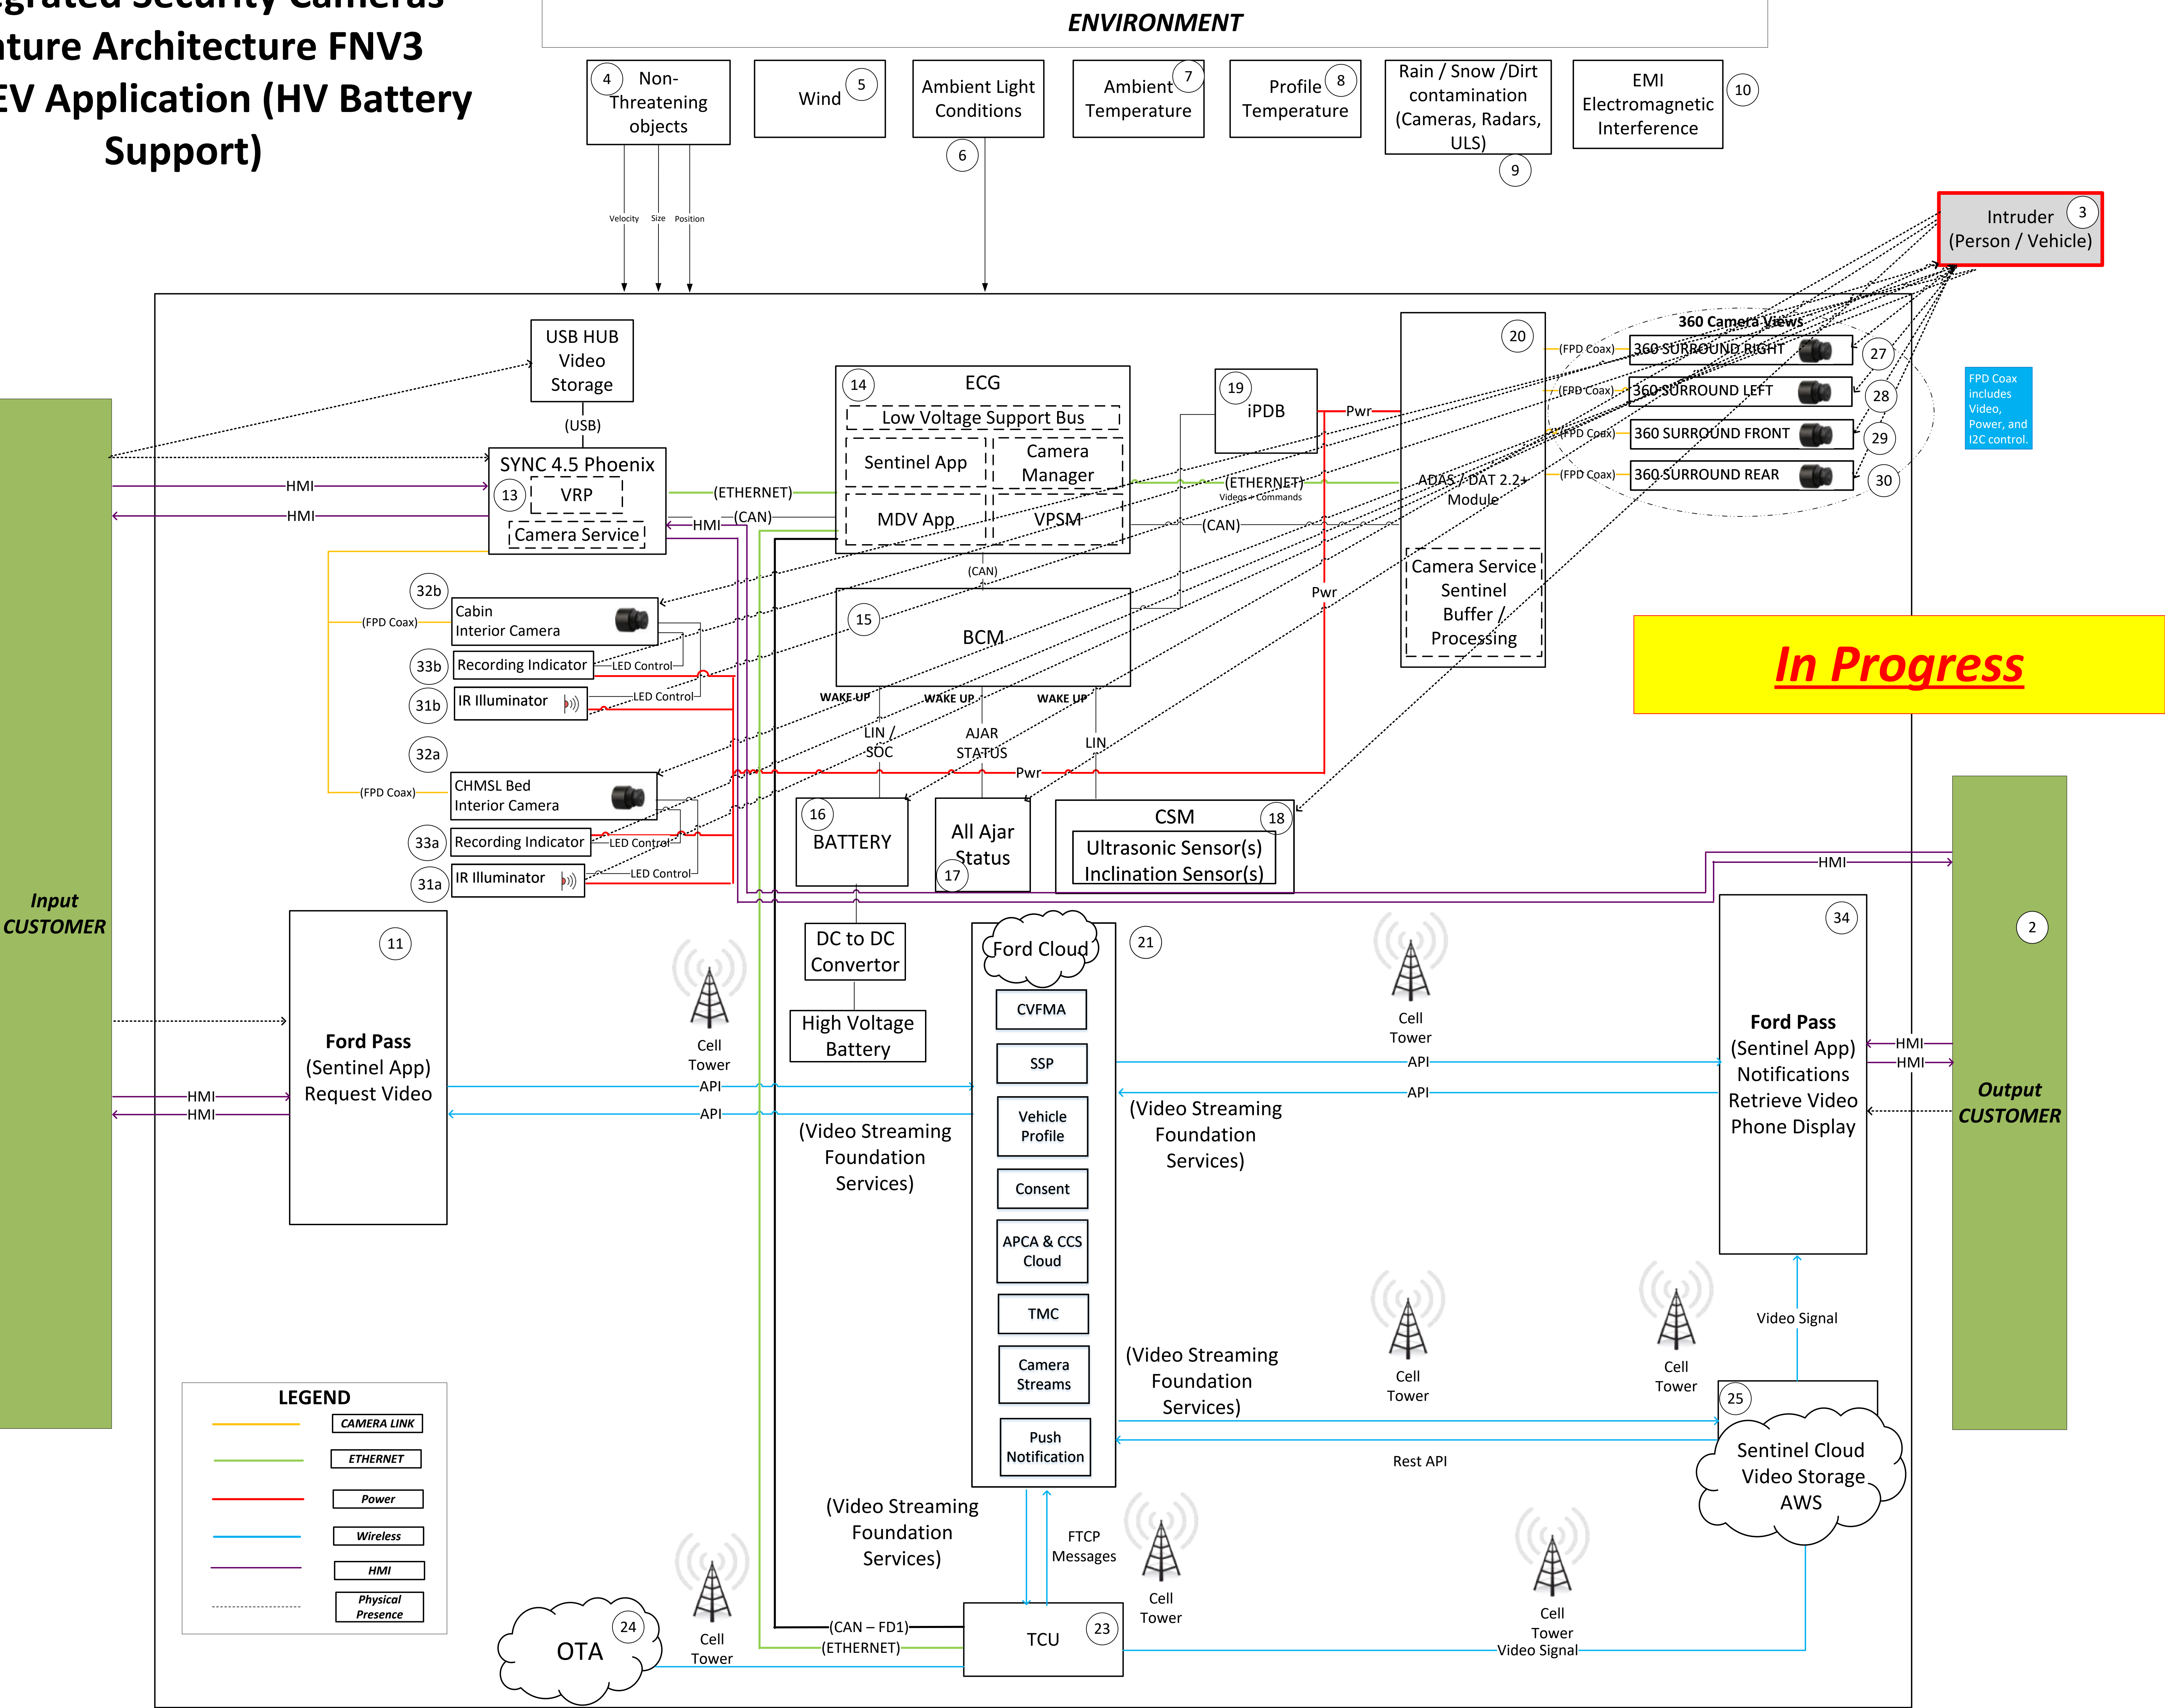 grated Security Cameras
ture Architecture FNV3
EV Application (HV Battery
Support)
ENVIRONMENT
4
Non-
Threatening
objects
Wind
5
Ambient Light
Conditions
6
Ambient
Temperature
7
Profile
Temperature
8
Rain / Snow /Dirt
contamination
(Cameras, Radars,
ULS)
9
EMI
Electromagnetic
Interference
10
Velocity
Size
Position
Intruder
(Person / Vehicle)
3
USB HUB
Video
Storage
(USB)
SYNC 4.5 Phoenix
13
VRP
Camera Service
HMI
HMI
(ETHERNET)
(CAN)
HMI
14
ECG
Low Voltage Support Bus
Sentinel App
Camera
Manager
MDV App
VPSM
(CAN)
19
iPDB
Pwr
Pwr
(ETHERNET)
Videos + Commands
(CAN)
20
ADAS / DAT 2.2+
Module
Camera Service
Sentinel
Buffer /
Processing
360 Camera Views
(FPD Coax)
360 SURROUND RIGHT
27
(FPD Coax)
360 SURROUND LEFT
28
(FPD Coax)
360 SURROUND FRONT
29
(FPD Coax)
360 SURROUND REAR
30
FPD Coax
includes
Video,
Power, and
I2C control.
In Progress
32b
(FPD Coax)
Cabin
Interior Camera
33b
Recording Indicator
LED Control
31b
IR Illuminator
LED Control
32a
(FPD Coax)
CHMSL Bed
Interior Camera
33a
Recording Indicator
LED Control
31a
IR Illuminator
LED Control
15
BCM
WAKE UP
WAKE UP
WAKE UP
LIN /
SOC
AJAR
STATUS
LIN
Pwr
16
BATTERY
All Ajar
Status
17
CSM
18
Ultrasonic Sensor(s)
Inclination Sensor(s)
DC to DC
Convertor
High Voltage
Battery
Input
CUSTOMER
11
Ford Pass
(Sentinel App)
Request Video
HMI
HMI
Cell
Tower
API
API
(Video Streaming
Foundation
Services)
Ford Cloud
21
CVFMA
SSP
Vehicle
Profile
Consent
APCA & CCS
Cloud
TMC
Camera
Streams
Push
Notification
Cell
Tower
API
API
(Video Streaming
Foundation
Services)
HMI
34
Ford Pass
(Sentinel App)
Notifications
Retrieve Video
Phone Display
HMI
HMI
2
Output
CUSTOMER
Video Signal
Cell
Tower
Cell
Tower
(Video Streaming
Foundation
Services)
Rest API
25
Sentinel Cloud
Video Storage
AWS
LEGEND
CAMERA LINK
ETHERNET
Power
Wireless
HMI
Physical
Presence
(Video Streaming
Foundation
Services)
FTCP
Messages
Cell
Tower
Cell
Tower
Video Signal
OTA
24
Cell
Tower
(CAN – FD1)
(ETHERNET)
TCU
23